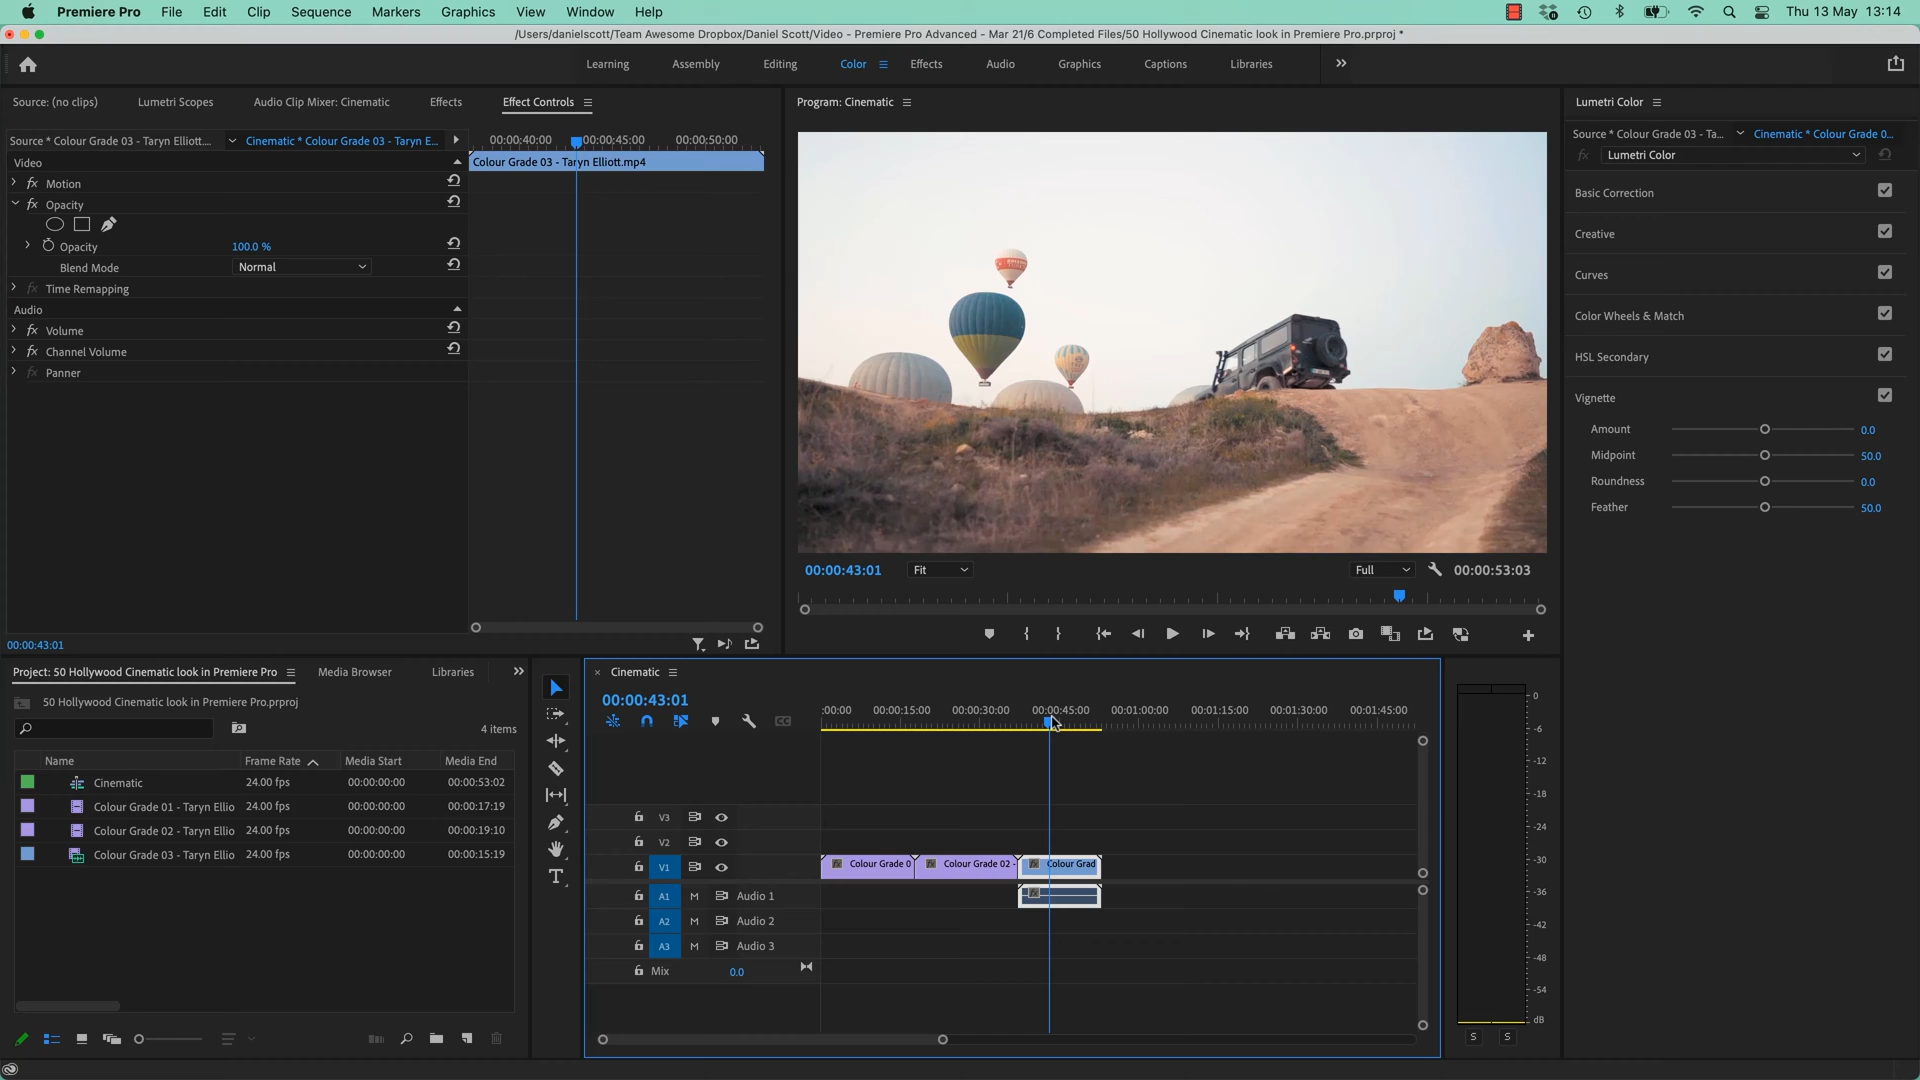 Premiere Pro File Edit Clip Sequence Markers Graphics View Window Help Thu 13 May 13:14
/Users/danielscott/Team Awesome Dropbox/Daniel Scott/Video - Premiere Pro Advanced - Mar 21/6 Completed Files/50 Hollywood Cinematic look in Premiere Pro.prproj *
Learning Assembly Editing Color Effects Audio Graphics Captions Libraries
Source: (no clips) Lumetri Scopes Audio Clip Mixer: Cinematic Effects Effect Controls
Source * Colour Grade 03 - Taryn Elliott.... Cinematic * Colour Grade 03 - Taryn E...
00:00:40:00 00:00:45:00 00:00:50:00
Colour Grade 03 - Taryn Elliott.mp4
Video
fx Motion
fx Opacity
Opacity 100.0 %
Blend Mode Normal
fx Time Remapping
Audio
fx Volume
fx Channel Volume
fx Panner
00:00:43:01
Program: Cinematic
00:00:43:01 Fit Full 00:00:53:03
Lumetri Color
Source * Colour Grade 03 - Ta... Cinematic * Colour Grade 0...
fx Lumetri Color
Basic Correction
Creative
Curves
Color Wheels & Match
HSL Secondary
Vignette
Amount 0.0
Midpoint 50.0
Roundness 0.0
Feather 50.0
Project: 50 Hollywood Cinematic look in Premiere Pro Media Browser Libraries
50 Hollywood Cinematic look in Premiere Pro.prproj
4 items
Name Frame Rate Media Start Media End
Cinematic 24.00 fps 00:00:00:00 00:00:53:02
Colour Grade 01 - Taryn Ellio 24.00 fps 00:00:00:00 00:00:17:19
Colour Grade 02 - Taryn Ellio 24.00 fps 00:00:00:00 00:00:19:10
Colour Grade 03 - Taryn Ellio 24.00 fps 00:00:00:00 00:00:15:19
Cinematic
00:00:43:01
:00:00 00:00:15:00 00:00:30:00 00:00:45:00 00:01:00:00 00:01:15:00 00:01:30:00 00:01:45:00
V3
V2
V1 fx Colour Grade 0 fx Colour Grade 02 - fx Colour Grad
A1 M Audio 1
A2 M Audio 2
A3 M Audio 3
Mix 0.0
0
-6
-12
-18
-24
-30
-36
-42
-48
-54
dB
S S